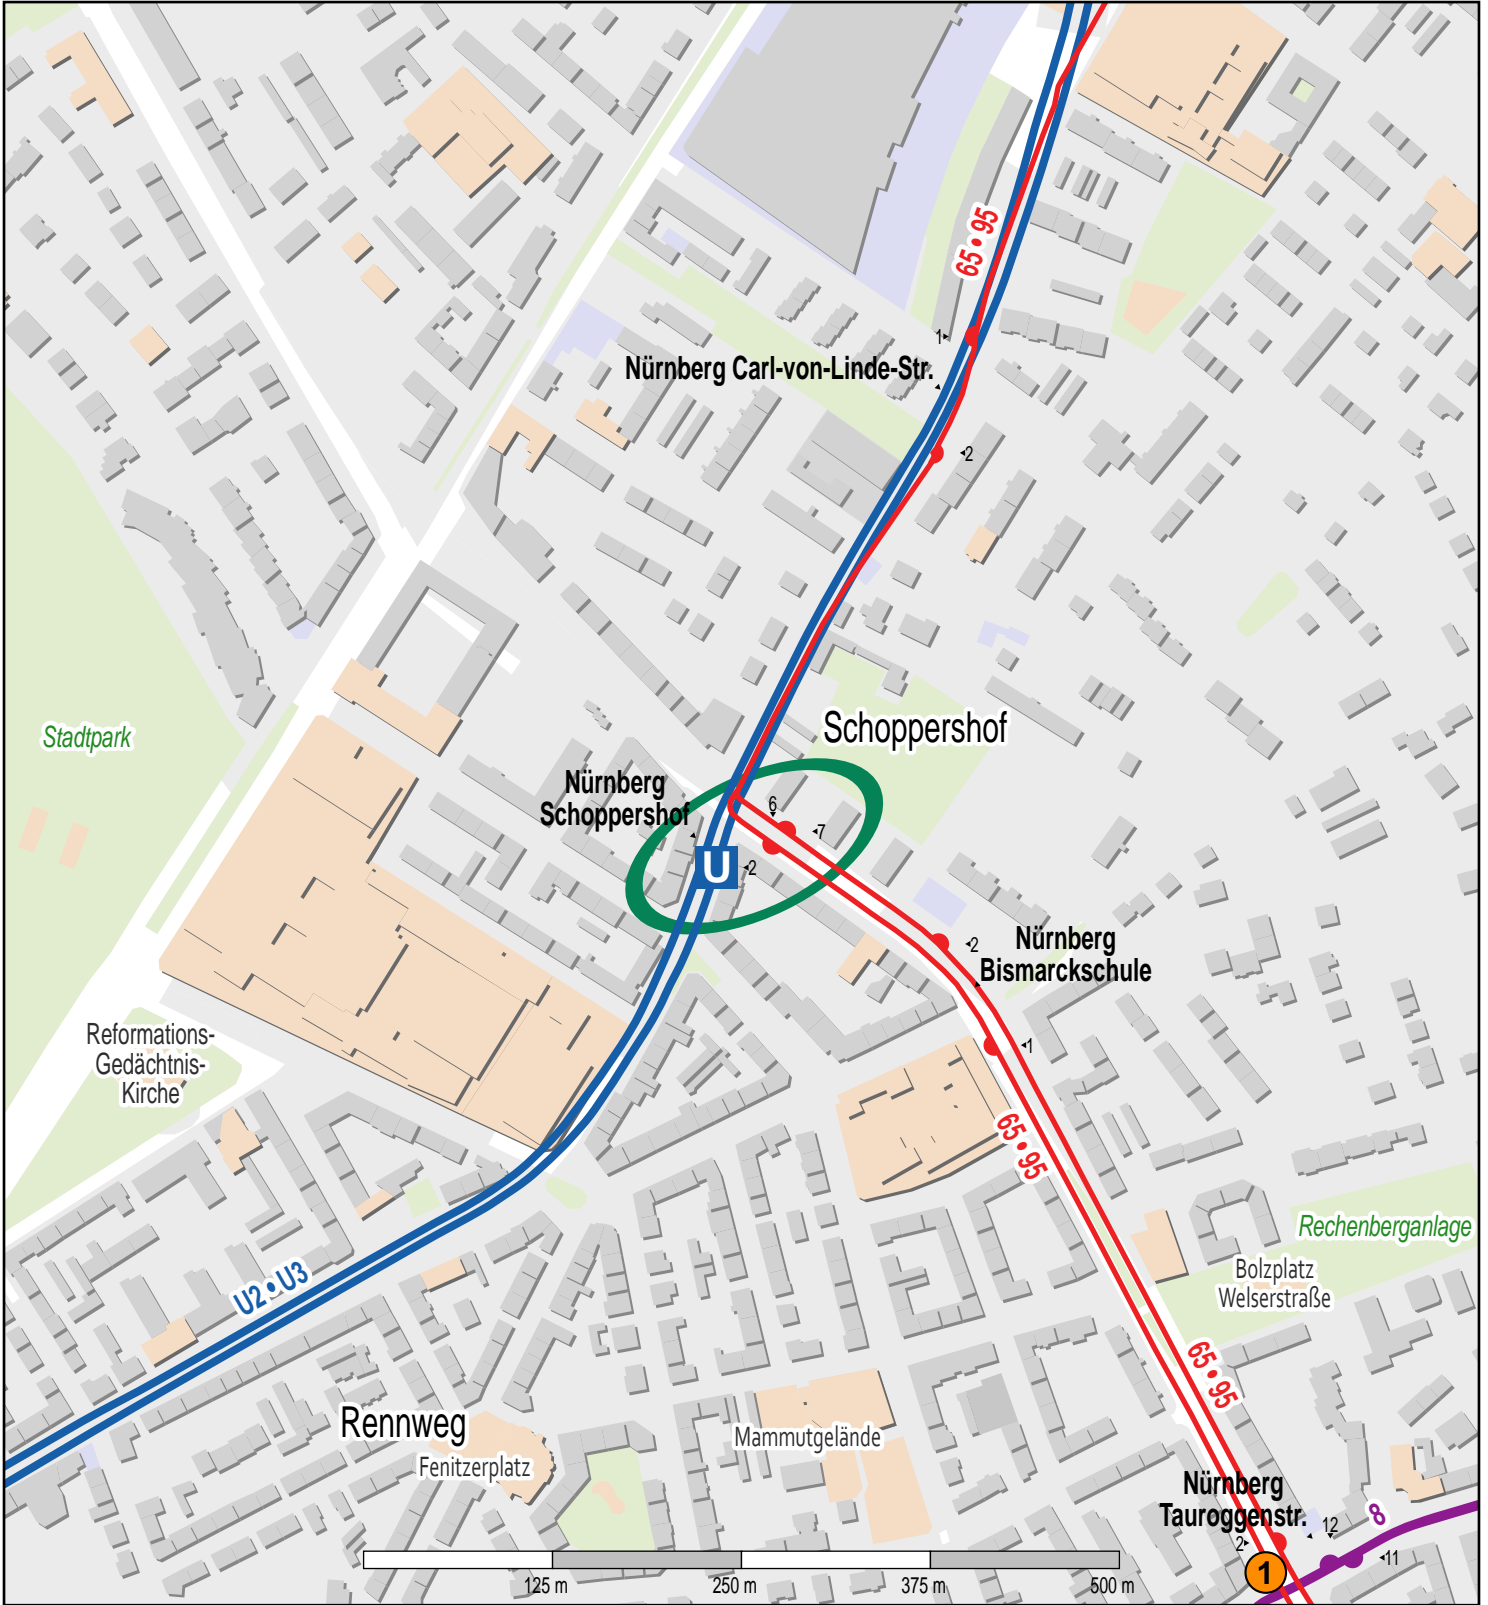 65 • 95
1
Nürnberg Carl-von-Linde-Str.
2
Schoppershof
Stadtpark
Nürnberg
Schoppershof
6
7
U
2
2
Nürnberg
Bismarckschule
Reformations-
Gedächtnis-
Kirche
1
65 • 95
Rechenberganlage
Bolzplatz
Welserstraße
U2 • U3
65 • 95
Rennweg
Mammutgelände
Fenitzerplatz
Nürnberg
Tauroggenstr.
8
12
2
11
1
125 m
250 m
375 m
500 m